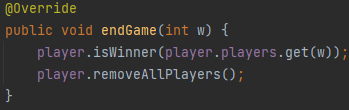 @Override
public void endGame(int w) {
    player.isWinner(player.players.get(w));
    player.removeAllPlayers();
}